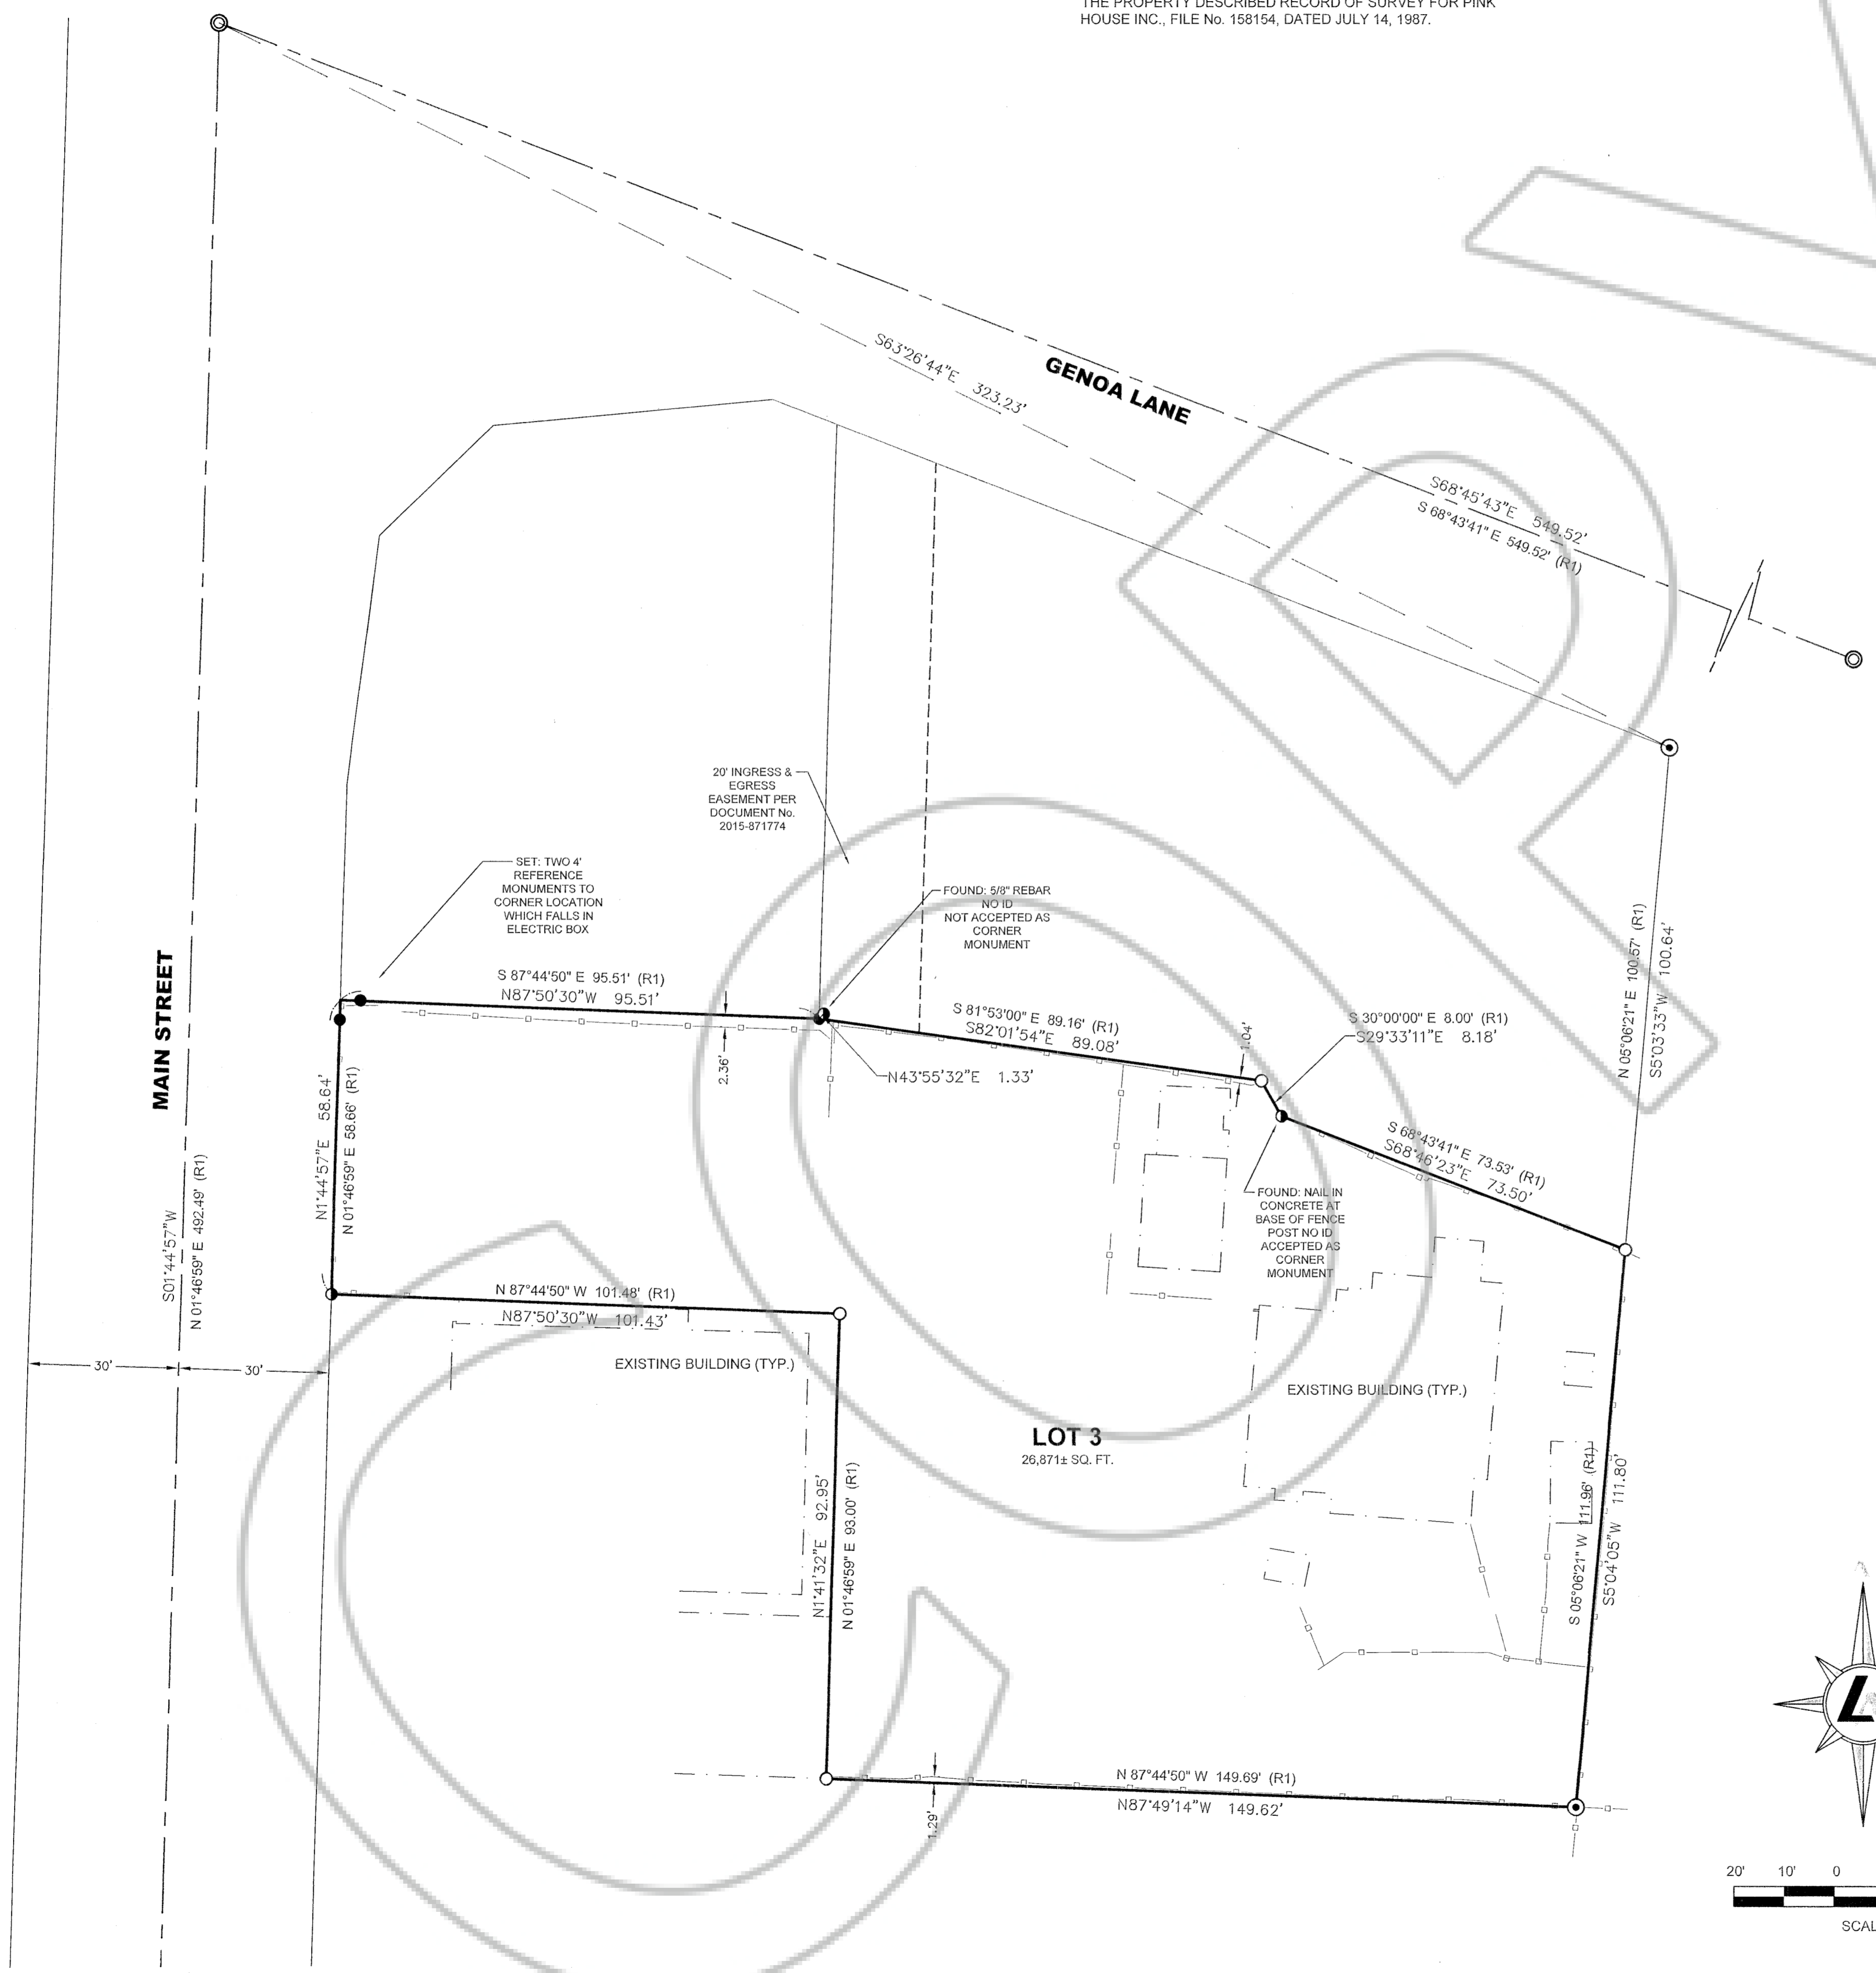 THE PROPERTY DESCRIBED RECORD OF SURVEY FOR PINK
HOUSE INC., FILE No. 158154, DATED JULY 14, 1987.
S63°26'44"E 323.23'
GENOA LANE
S68°45'43"E 549.52'
S 68°43'41" E 549.52' (R1)
20' INGRESS &
EGRESS
EASEMENT PER
DOCUMENT No.
2015-871774
SET: TWO 4'
REFERENCE
MONUMENTS TO
CORNER LOCATION
WHICH FALLS IN
ELECTRIC BOX
FOUND: 5/8" REBAR
NO ID
NOT ACCEPTED AS
CORNER
MONUMENT
N 05°06'21" E 100.57' (R1)
S5°03'33"W 100.64'
MAIN STREET
S 87°44'50" E 95.51' (R1)
N87°50'30"W 95.51'
S 81°53'00" E 89.16' (R1)
S82°01'54"E 89.08'
1.04'
S 30°00'00" E 8.00' (R1)
S29°33'11"E 8.18'
2.36'
N43°55'32"E 1.33'
N1°44'57"E 58.64'
N 01°46'59" E 58.66' (R1)
S 68°43'41" E 73.53' (R1)
S68°46'23"E 73.50'
S01°44'57"W
N 01°46'59" E 492.49' (R1)
FOUND: NAIL IN
CONCRETE AT
BASE OF FENCE
POST NO ID
ACCEPTED AS
CORNER
MONUMENT
N 87°44'50" W 101.48' (R1)
N87°50'30"W 101.43'
30'
30'
EXISTING BUILDING (TYP.)
EXISTING BUILDING (TYP.)
LOT 3
26,871± SQ. FT.
N1°41'32"E 92.95'
N 01°46'59" E 93.00' (R1)
S 05°06'21" W 111.96' (R1)
S5°04'05"W 111.80'
N 87°44'50" W 149.69' (R1)
N87°49'14"W 149.62'
1.29'
20' 10' 0
SCAL